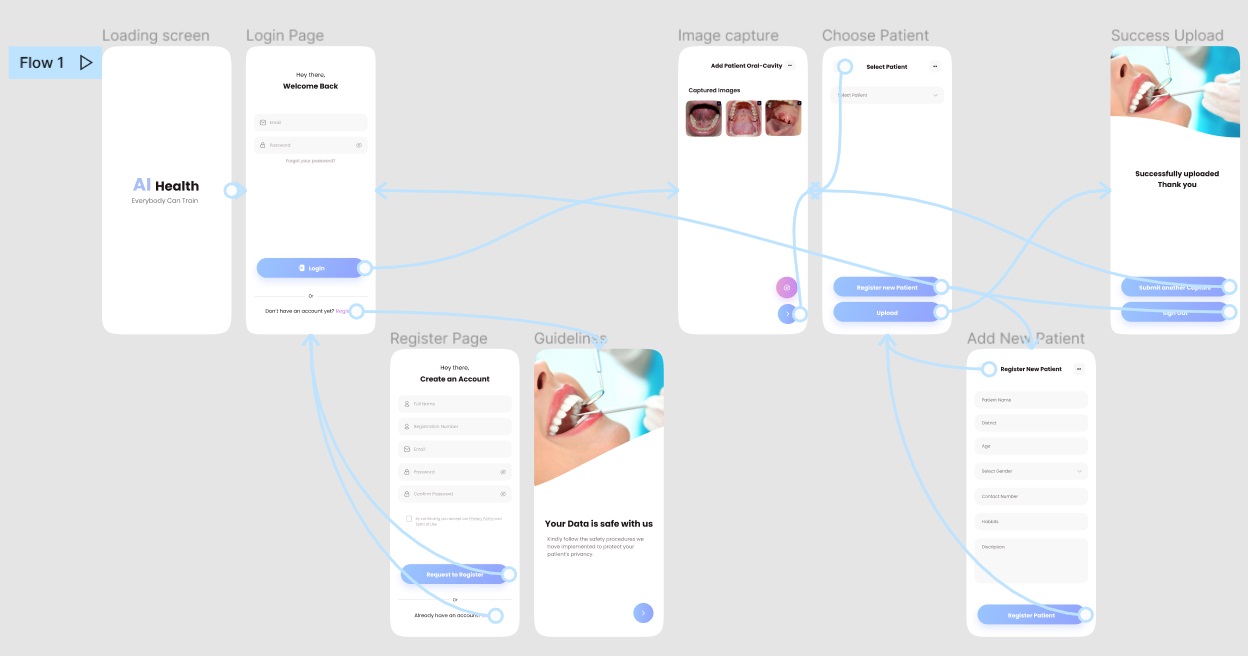 Flow 1
Loading screen
AI Health
Everybody Can Train
Login Page
Hey there,
Welcome Back
Email
Password
Forgot your password?
Login
Or
Don't have an account yet?
Register Page
Hey there,
Create an Account
Full Name
Registration Number
Email
Password
Confirm Password
By continuing you accept our Privacy Policy and
Term of Use
Request to Register
Or
Already have an account?
Guidelines
Your Data is safe with us
Kindly follow the safety procedures we
have implemented to protect your
patient's privancy.
Image capture
Add Patient Oral-Cavity
Captured Images
Choose Patient
Select Patient
Select Patient
Register new Patient
Upload
Add New Patient
Register New Patient
Patient Name
District
Age
Select Gender
Contact Number
Habbits
Discription
Register Patient
Success Upload
Successfully uploaded
Thank you
Submit another Capture
Sign Out